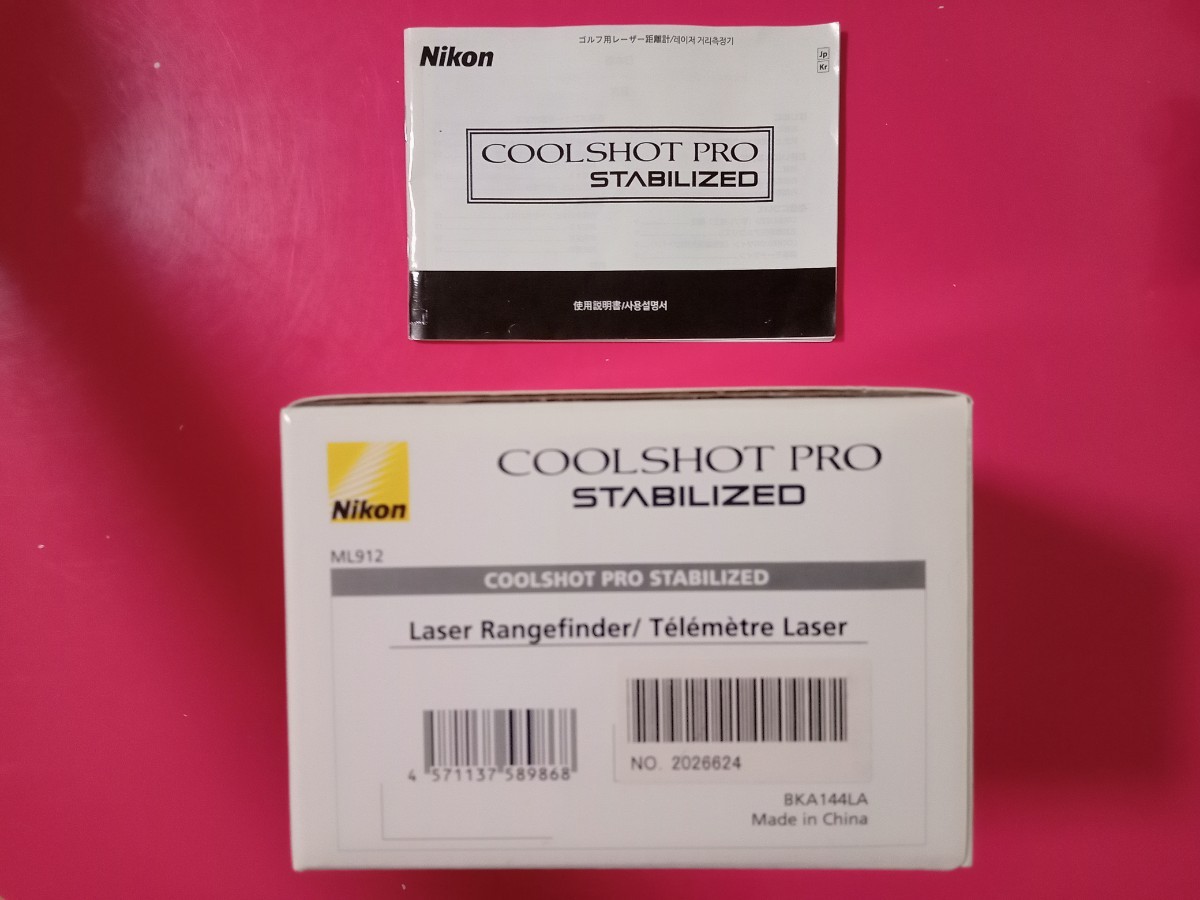 Nikon
ゴルフ用レーザー距離計/레이저 거리측정기
Jp
Kr
COOLSHOT PRO
STABILIZED
使用説明書/사용설명서
Nikon
COOLSHOT PRO
STABILIZED
ML912
COOLSHOT PRO STABILIZED
Laser Rangefinder/ Télémètre Laser
4 571137 589868
NO. 2026624
BKA144LA
Made in China